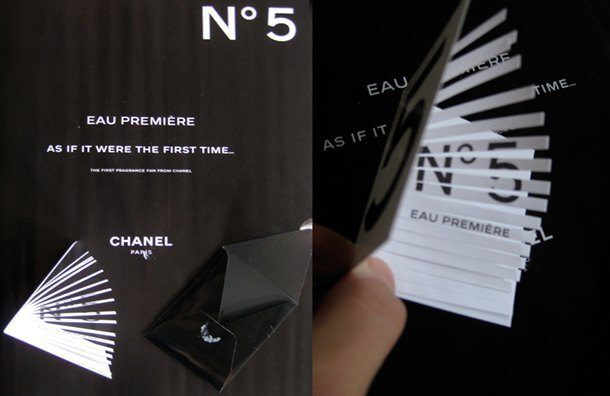 N° 5
EAU PREMIÈRE
AS IF IT WERE THE FIRST TIME...
THE FIRST FRAGRANCE FAN FROM CHANEL
CHANEL
PARIS
EAU PREMIÈRE
AS IF IT TIME...
5
N° 5
EAU PREMIÈRE
EL